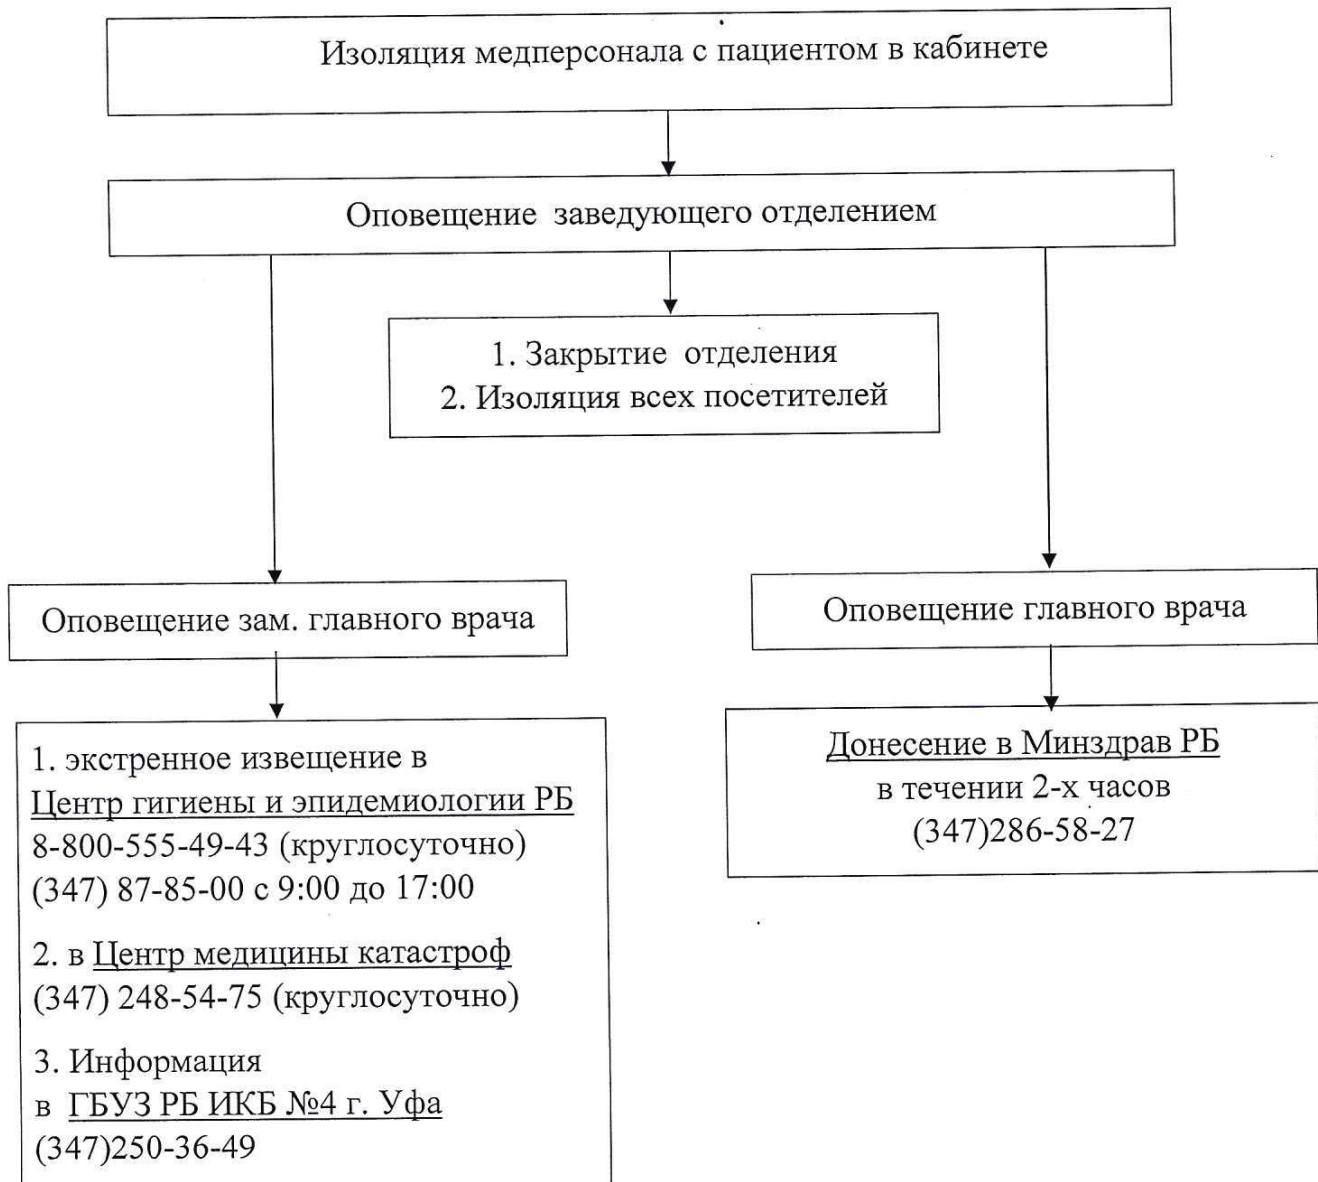 Изоляция медперсонала с пациентом в кабинете
Оповещение заведующего отделением
1. Закрытие отделения
2. Изоляция всех посетителей
Оповещение зам. главного врача
Оповещение главного врача
1. экстренное извещение в
Центр гигиены и эпидемиологии РБ
8-800-555-49-43 (круглосуточно)
(347) 87-85-00 с 9:00 до 17:00
2. в Центр медицины катастроф
(347) 248-54-75 (круглосуточно)
3. Информация
в ГБУЗ РБ ИКБ №4 г. Уфа
(347)250-36-49
Донесение в Минздрав РБ
в течении 2-х часов
(347)286-58-27